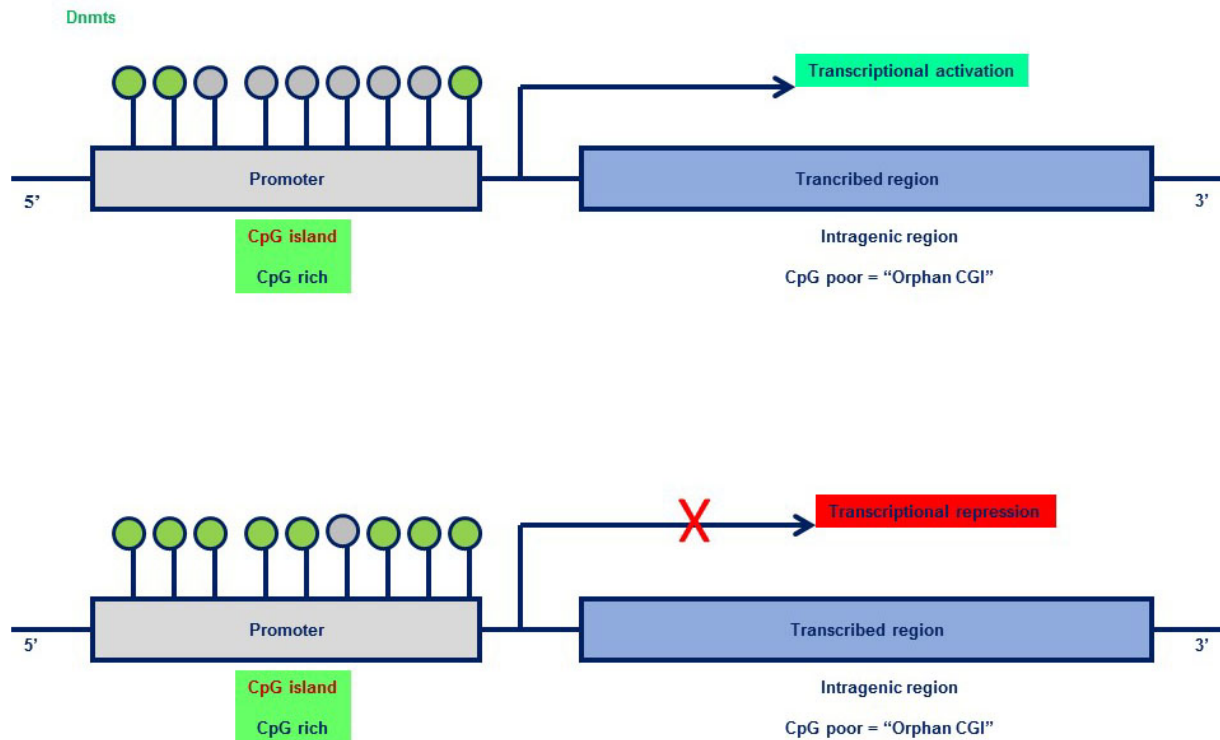 Dnmts
Transcriptional activation
Promoter
Trancribed region
5’
3’
CpG island
CpG rich
Intragenic region
CpG poor = “Orphan CGI”
X
Transcriptional repression
Promoter
Transcribed region
5’
3’
CpG island
CpG rich
Intragenic region
CpG poor = “Orphan CGI”